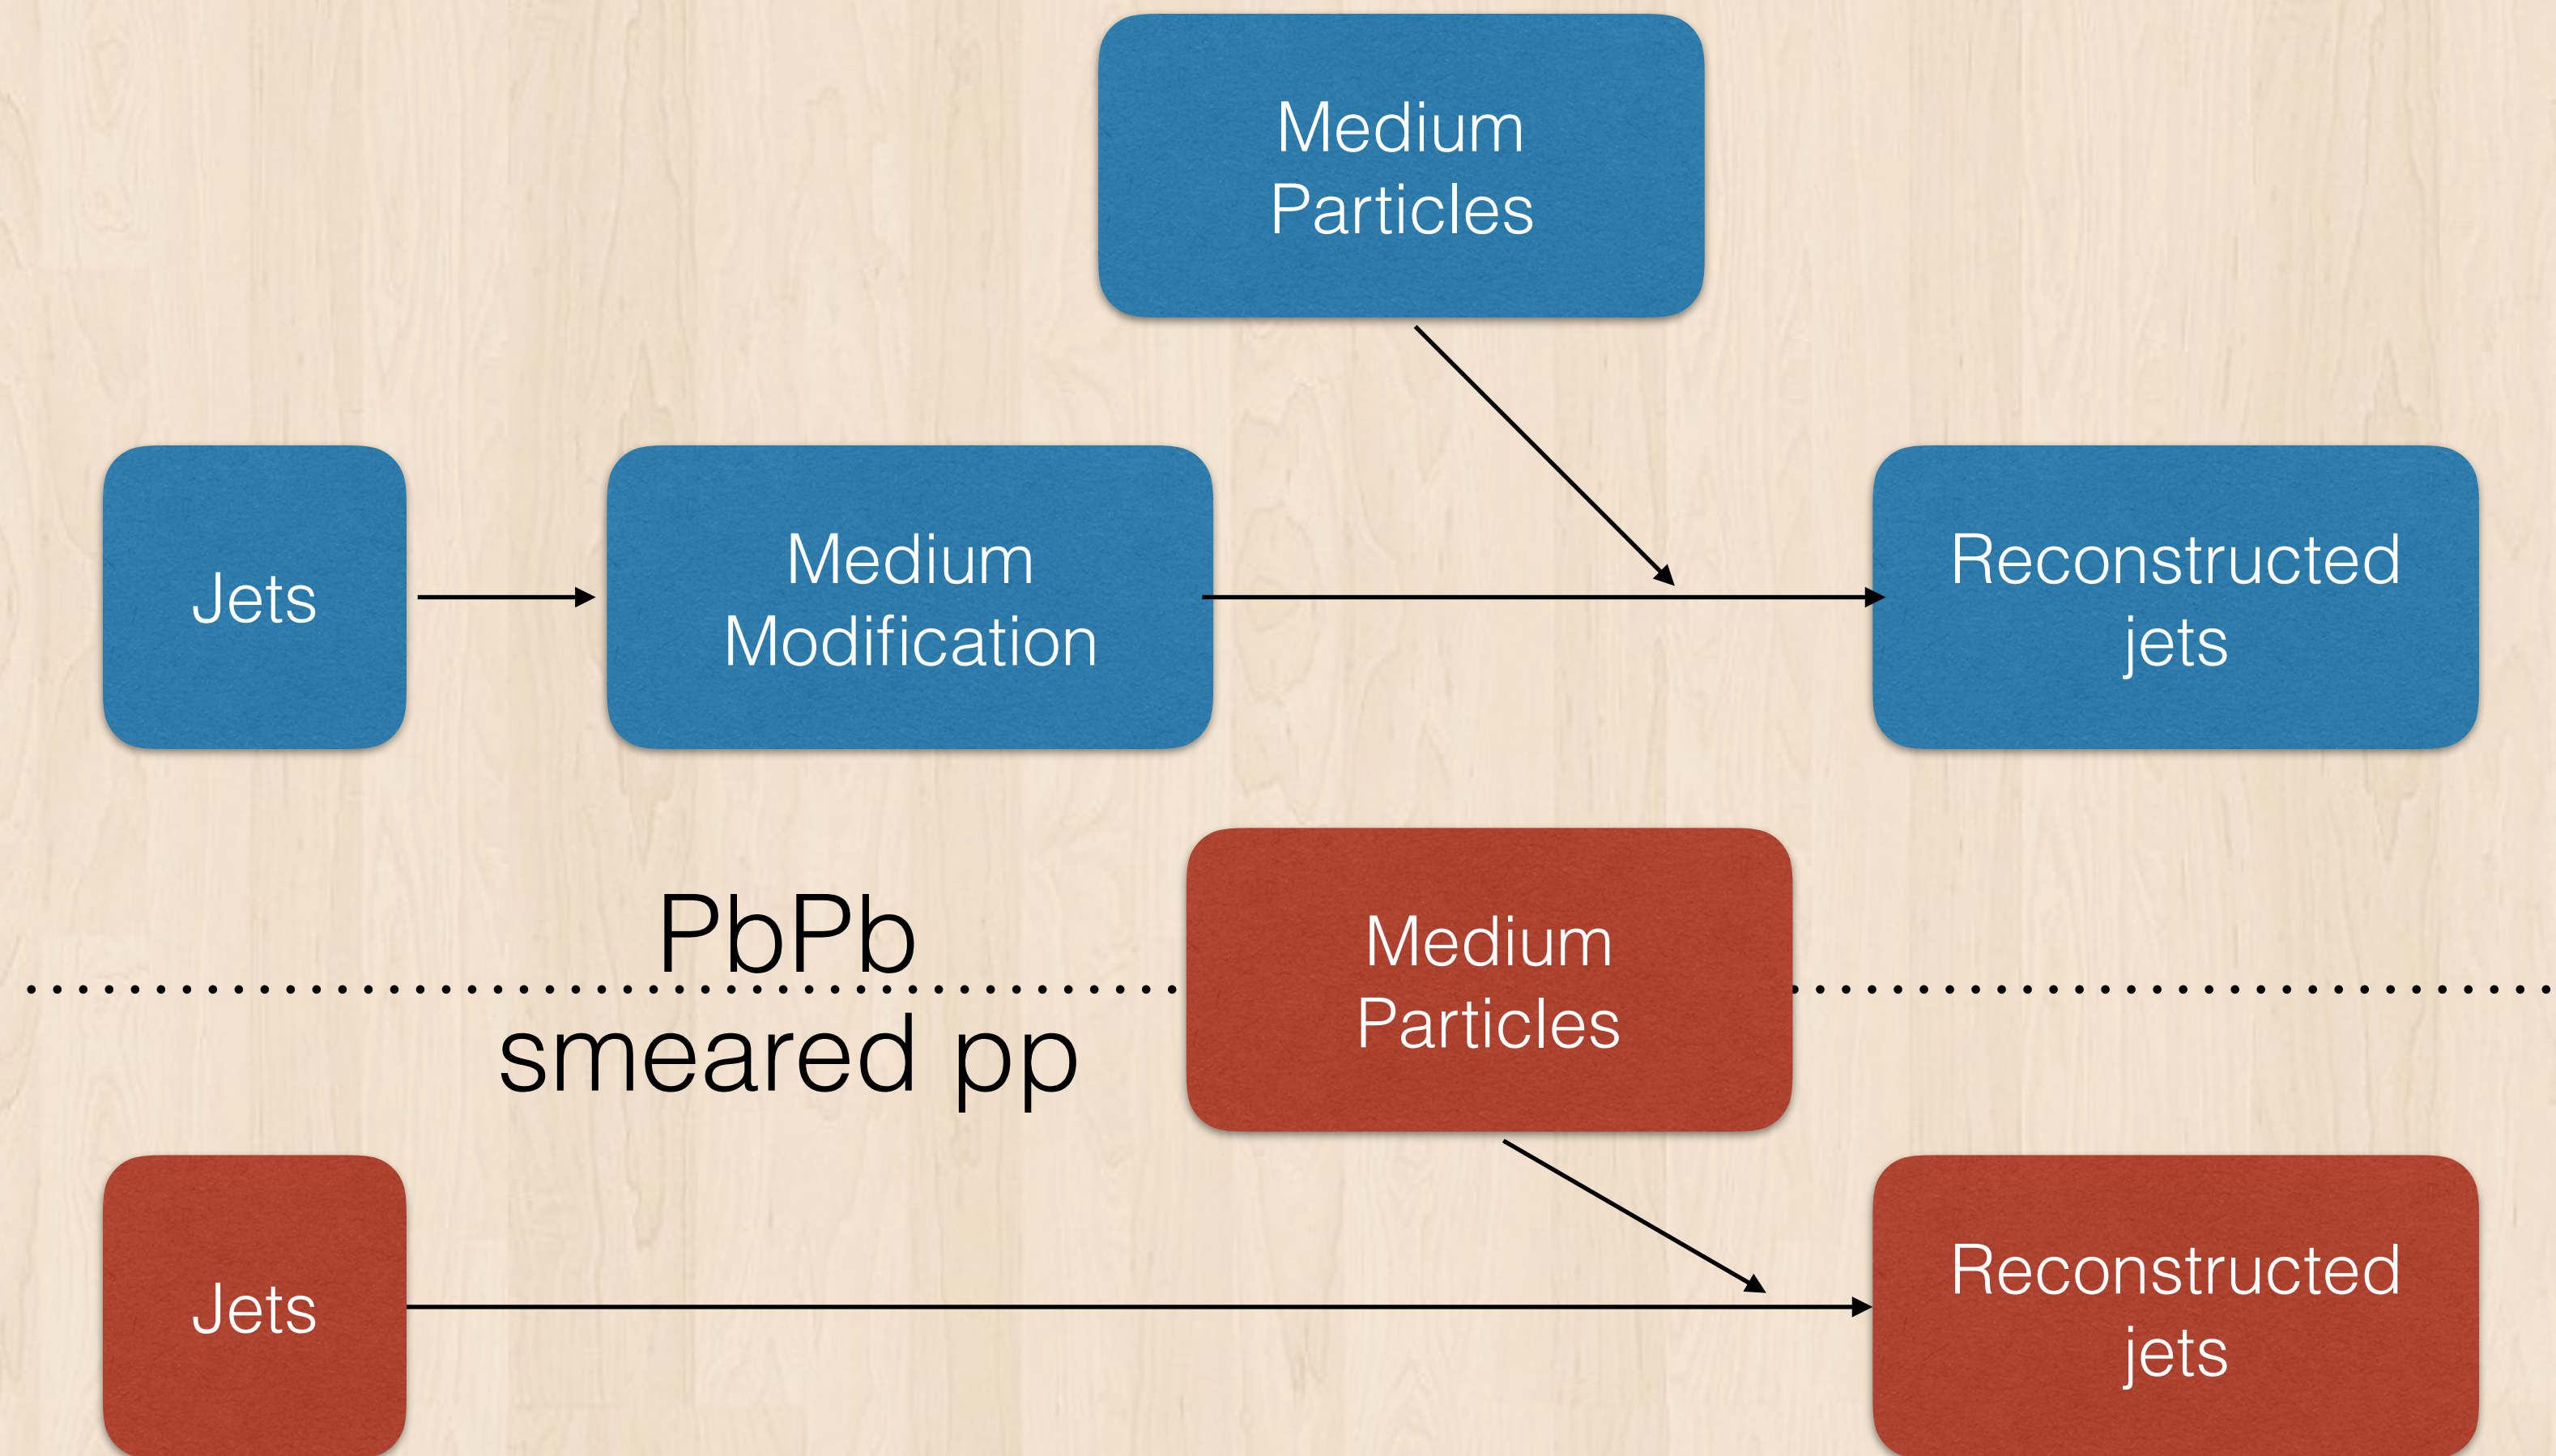 Medium
Particles
Jets
Medium
Modification
Reconstructed
jets
PbPb
smeared pp
Medium
Particles
Jets
Reconstructed
jets